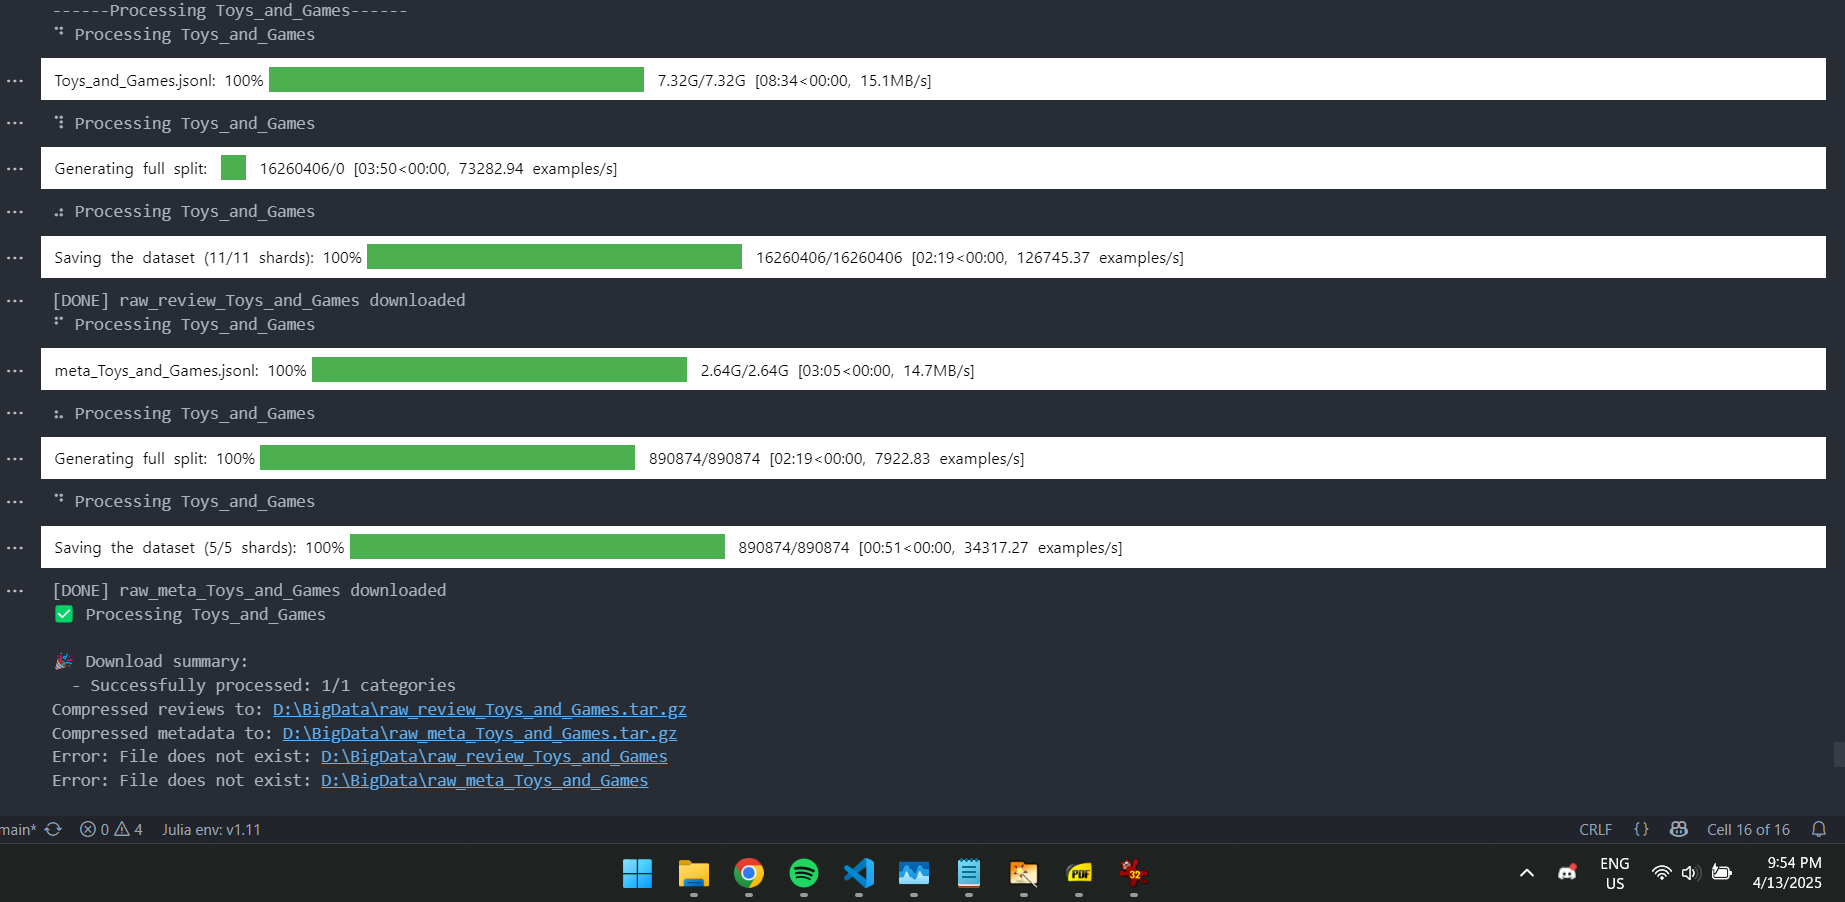 ------Processing Toys_and_Games------
⠙ Processing Toys_and_Games
Toys_and_Games.jsonl: 100% 7.32G/7.32G [08:34<00:00, 15.1MB/s]
⠹ Processing Toys_and_Games
Generating full split: 16260406/0 [03:50<00:00, 73282.94 examples/s]
⠴ Processing Toys_and_Games
Saving the dataset (11/11 shards): 100% 16260406/16260406 [02:19<00:00, 126745.37 examples/s]
[DONE] raw_review_Toys_and_Games downloaded
⠋ Processing Toys_and_Games
meta_Toys_and_Games.jsonl: 100% 2.64G/2.64G [03:05<00:00, 14.7MB/s]
⠦ Processing Toys_and_Games
Generating full split: 100% 890874/890874 [02:19<00:00, 7922.83 examples/s]
⠙ Processing Toys_and_Games
Saving the dataset (5/5 shards): 100% 890874/890874 [00:51<00:00, 34317.27 examples/s]
[DONE] raw_meta_Toys_and_Games downloaded
✅ Processing Toys_and_Games
🎉 Download summary:
- Successfully processed: 1/1 categories
Compressed reviews to: D:\BigData\raw_review_Toys_and_Games.tar.gz
Compressed metadata to: D:\BigData\raw_meta_Toys_and_Games.tar.gz
Error: File does not exist: D:\BigData\raw_review_Toys_and_Games
Error: File does not exist: D:\BigData\raw_meta_Toys_and_Games
main* 0 4 Julia env: v1.11 CRLF {} Cell 16 of 16
PDF 32 ENG US 9:54 PM
4/13/2025